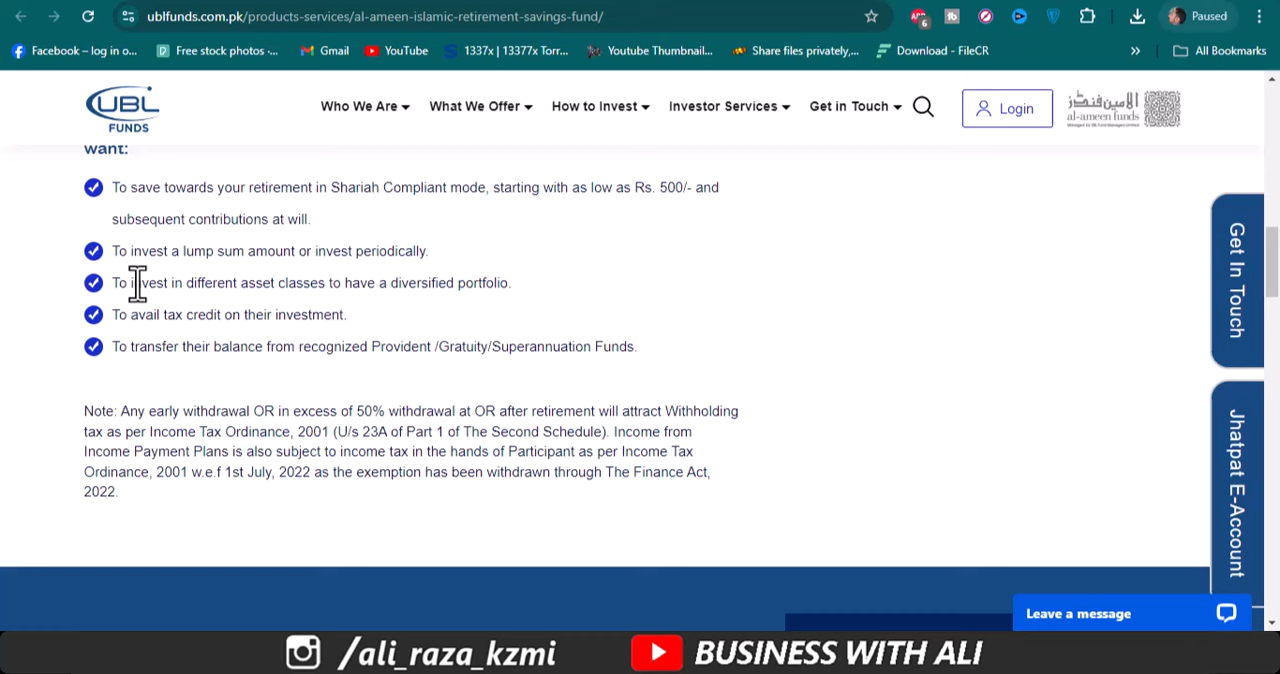 ublfunds.com.pk/products-services/al-ameen-islamic-retirement-savings-fund/
6
Paused
Facebook – log in o...
Free stock photos ·...
Gmail
YouTube
1337x | 13377x Torr...
Youtube Thumbnail...
Share files privately,...
Download - FileCR
»
All Bookmarks
UBL
FUNDS
Who We Are
What We Offer
How to Invest
Investor Services
Get in Touch
Login
الامين فنڈز
al-ameen funds
want:
To save towards your retirement in Shariah Compliant mode, starting with as low as Rs. 500/- and
subsequent contributions at will.
To invest a lump sum amount or invest periodically.
To invest in different asset classes to have a diversified portfolio.
To avail tax credit on their investment.
To transfer their balance from recognized Provident /Gratuity/Superannuation Funds.
Note: Any early withdrawal OR in excess of 50% withdrawal at OR after retirement will attract Withholding
tax as per Income Tax Ordinance, 2001 (U/s 23A of Part 1 of The Second Schedule). Income from
Income Payment Plans is also subject to income tax in the hands of Participant as per Income Tax
Ordinance, 2001 w.e.f 1st July, 2022 as the exemption has been withdrawn through The Finance Act,
2022.
Get In Touch
Jhatpat E-Account
Leave a message
/ali_raza_kzmi
BUSINESS WITH ALI